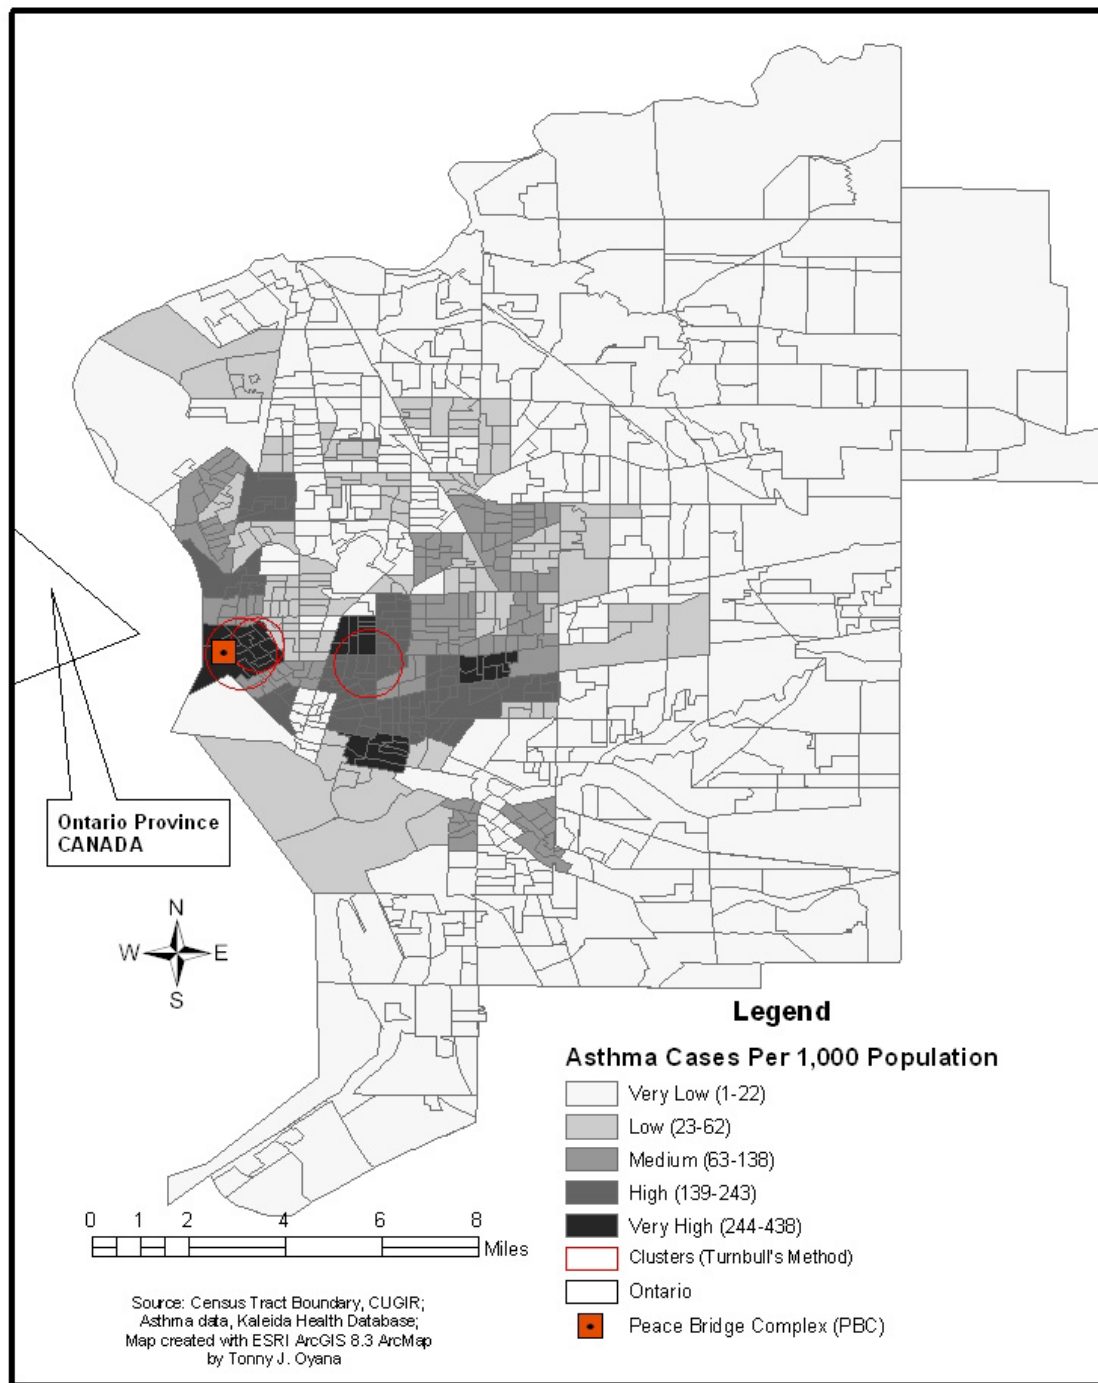 Ontario Province
CANADA
N
W E
S
Legend
Asthma Cases Per 1,000 Population
Very Low (1-22)
Low (23-62)
Medium (63-138)
High (139-243)
Very High (244-438)
Clusters (Turnbull's Method)
Ontario
Peace Bridge Complex (PBC)
0 1 2 4 6 8
Miles
Source: Census Tract Boundary, CUGIR;
Asthma data, Kaleida Health Database;
Map created with ESRI ArcGIS 8.3 ArcMap
by Tonny J. Oyana